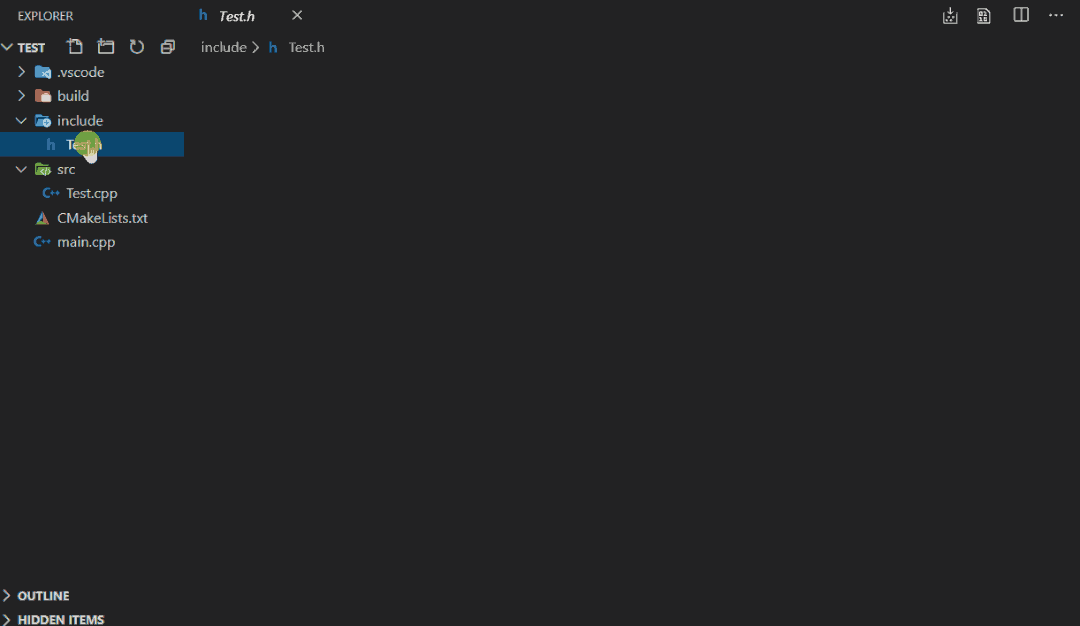 EXPLORER
h Test.h
TEST
include > h Test.h
.vscode
build
include
h Test.h
src
C++ Test.cpp
CMakeLists.txt
C++ main.cpp
OUTLINE
HIDDEN ITEMS